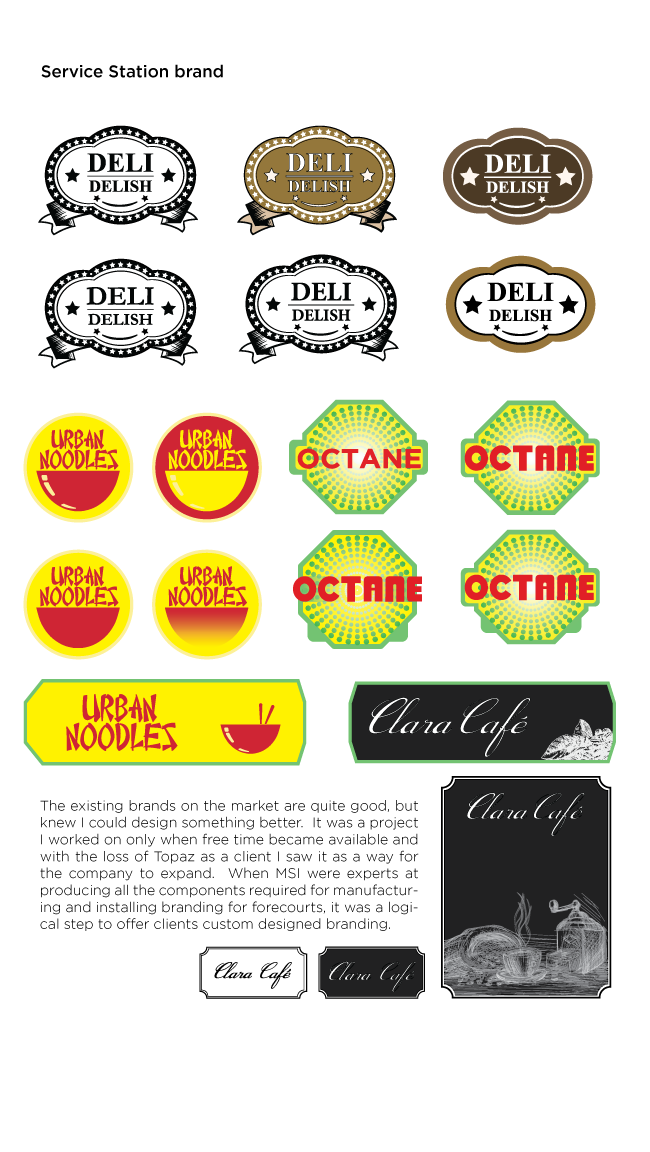 Service Station brand
DELI
DELISH
DELI
DELISH
DELI
DELISH
DELI
DELISH
DELI
DELISH
DELI
DELISH
URBAN
NOODLES
URBAN
NOODLES
OCTANE
OCTANE
URBAN
NOODLES
URBAN
NOODLES
OCTANE
OCTANE
URBAN
NOODLES
Clara Café
The existing brands on the market are quite good, but
knew I could design something better.  It was a project
I worked on only when free time became available and
with the loss of Topaz as a client I saw it as a way for
the company to expand.  When MSI were experts at
producing all the components required for manufactur-
ing and installing branding for forecourts, it was a logi-
cal step to offer clients custom designed branding.
Clara Café
Clara Café
Clara Café